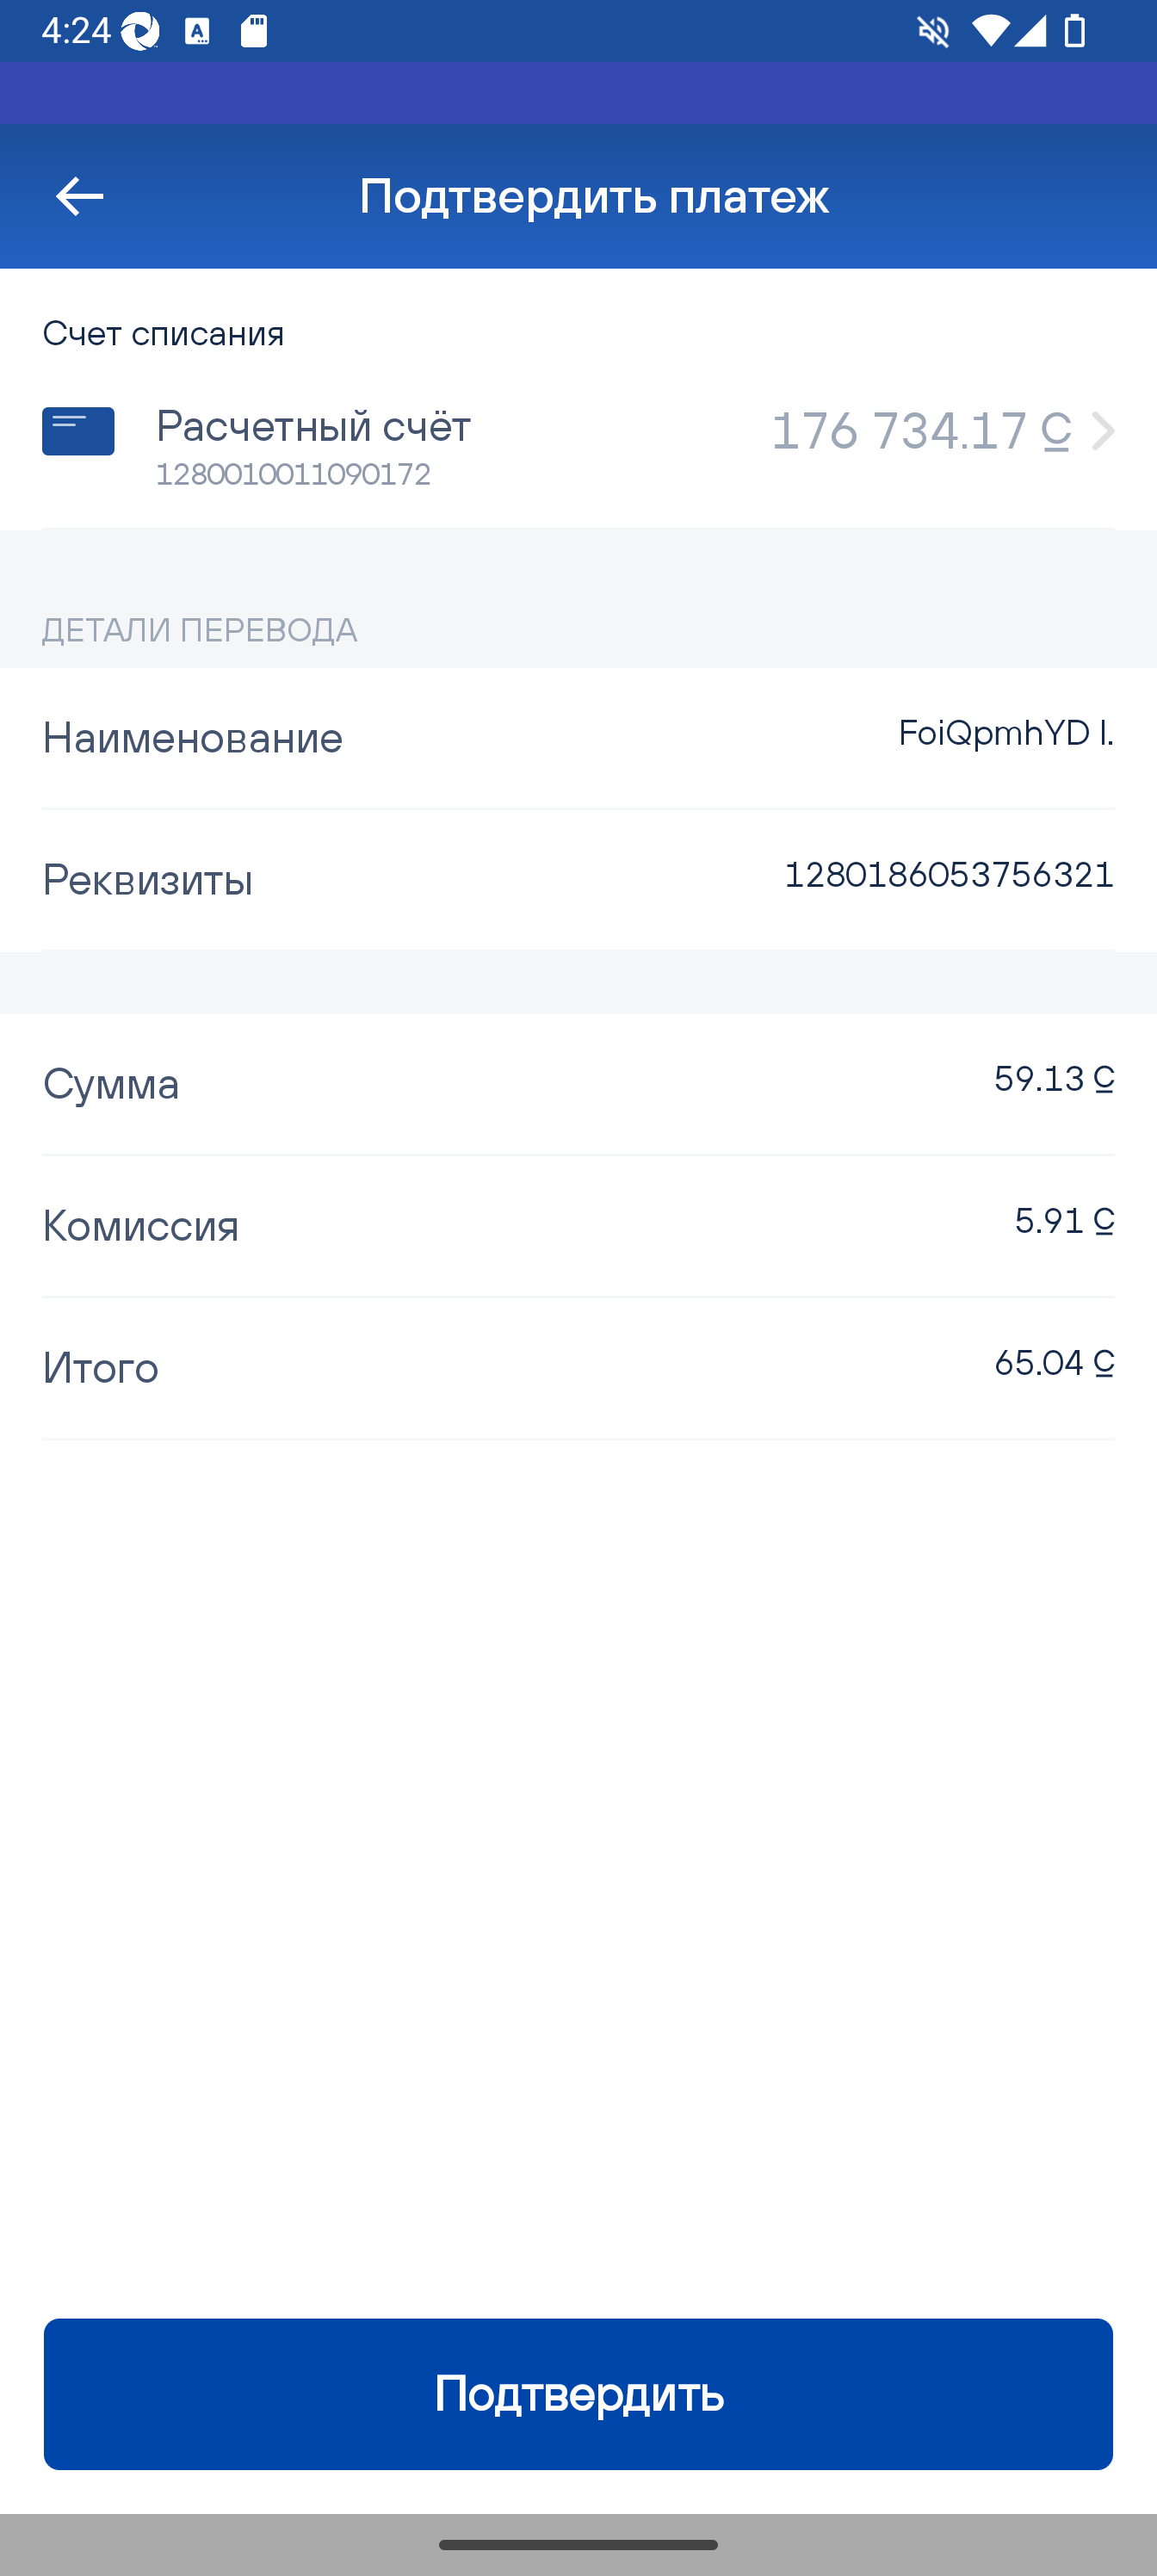 4:24
Подтвердить платеж
Счет списания
Расчетный счёт
176 734.17 С
1280010011090172
ДЕТАЛИ ПЕРЕВОДА
Наименование
FoiQpmhYD I.
Реквизиты
1280186053756321
Сумма
59.13 С
Комиссия
5.91 С
Итого
65.04 С
Подтвердить